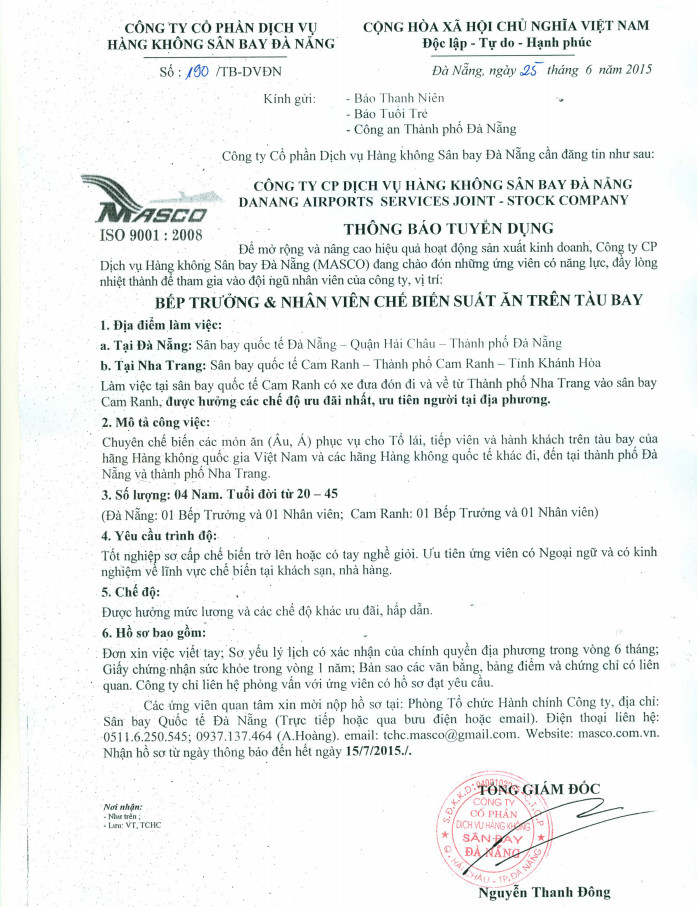 CÔNG TY CỔ PHẦN DỊCH VỤ
HÀNG KHÔNG SÂN BAY ĐÀ NẴNG
CỘNG HÒA XÃ HỘI CHỦ NGHĨA VIỆT NAM
Độc lập - Tự do - Hạnh phúc
Số : 190 /TB-DVĐN
Đà Nẵng, ngày 25 tháng 6 năm 2015
Kính gửi: - Báo Thanh Niên
- Báo Tuổi Trẻ
- Công an Thành phố Đà Nẵng
Công ty Cổ phần Dịch vụ Hàng không Sân bay Đà Nẵng cần đăng tin như sau:
MASCO
ISO 9001 : 2008
CÔNG TY CP DỊCH VỤ HÀNG KHÔNG SÂN BAY ĐÀ NẴNG
DANANG AIRPORTS SERVICES JOINT - STOCK COMPANY
THÔNG BÁO TUYỂN DỤNG
Để mở rộng và nâng cao hiệu quả hoạt động sản xuất kinh doanh, Công ty CP
Dịch vụ Hàng không Sân bay Đà Nẵng (MASCO) đang chào đón những ứng viên có năng lực, đầy lòng
nhiệt thành để tham gia vào đội ngũ nhân viên của công ty, vị trí:
BẾP TRƯỞNG & NHÂN VIÊN CHẾ BIẾN SUẤT ĂN TRÊN TÀU BAY
1. Địa điểm làm việc:
a. Tại Đà Nẵng: Sân bay quốc tế Đà Nẵng – Quận Hải Châu – Thành phố Đà Nẵng
b. Tại Nha Trang: Sân bay quốc tế Cam Ranh – Thành phố Cam Ranh – Tỉnh Khánh Hòa
Làm việc tại sân bay quốc tế Cam Ranh có xe đưa đón đi và về từ Thành phố Nha Trang vào sân bay
Cam Ranh, được hưởng các chế độ ưu đãi nhất, ưu tiên người tại địa phương.
2. Mô tả công việc:
Chuyên chế biến các món ăn (Âu, Á) phục vụ cho Tổ lái, tiếp viên và hành khách trên tàu bay của
hãng Hàng không quốc gia Việt Nam và các hãng Hàng không quốc tế khác đi, đến tại thành phố Đà
Nẵng và thành phố Nha Trang.
3. Số lượng: 04 Nam. Tuổi đời từ 20 – 45
(Đà Nẵng: 01 Bếp Trưởng và 01 Nhân viên; Cam Ranh: 01 Bếp Trưởng và 01 Nhân viên)
4. Yêu cầu trình độ:
Tốt nghiệp sơ cấp chế biến trở lên hoặc có tay nghề giỏi. Ưu tiên ứng viên có Ngoại ngữ và có kinh
nghiệm về lĩnh vực chế biến tại khách sạn, nhà hàng.
5. Chế độ:
Được hưởng mức lương và các chế độ khác ưu đãi, hấp dẫn.
6. Hồ sơ bao gồm:
Đơn xin việc viết tay; Sơ yếu lý lịch có xác nhận của chính quyền địa phương trong vòng 6 tháng;
Giấy chứng nhận sức khỏe trong vòng 1 năm; Bản sao các văn bằng, bảng điểm và chứng chỉ có liên
quan. Công ty chỉ liên hệ phỏng vấn với ứng viên có hồ sơ đạt yêu cầu.
Các ứng viên quan tâm xin mời nộp hồ sơ tại: Phòng Tổ chức Hành chính Công ty, địa chỉ:
Sân bay Quốc tế Đà Nẵng (Trực tiếp hoặc qua bưu điện hoặc email). Điện thoại liên hệ:
0511.6.250.545; 0937.137.464 (A.Hoàng). email: tchc.masco@gmail.com. Website: masco.com.vn.
Nhận hồ sơ từ ngày thông báo đến hết ngày 15/7/2015./.
Nơi nhận:
- Như trên ;
- Lưu: VT, TCHC
TỔNG GIÁM ĐỐC
CÔNG TY
CỔ PHẦN
DỊCH VỤ HÀNG KHÔNG
SÂN BAY
ĐÀ NẴNG
Q. HẢI CHÂU - TP. ĐÀ NẴNG
Nguyễn Thanh Đông